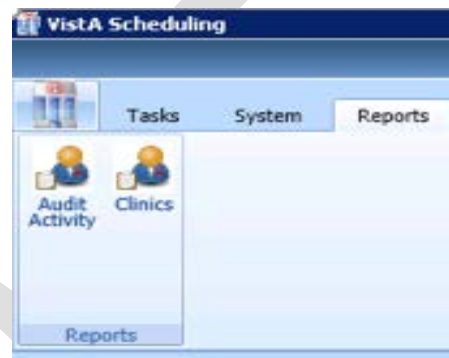 VistA Scheduling
Tasks System Reports
Audit Activity Clinics
Reports